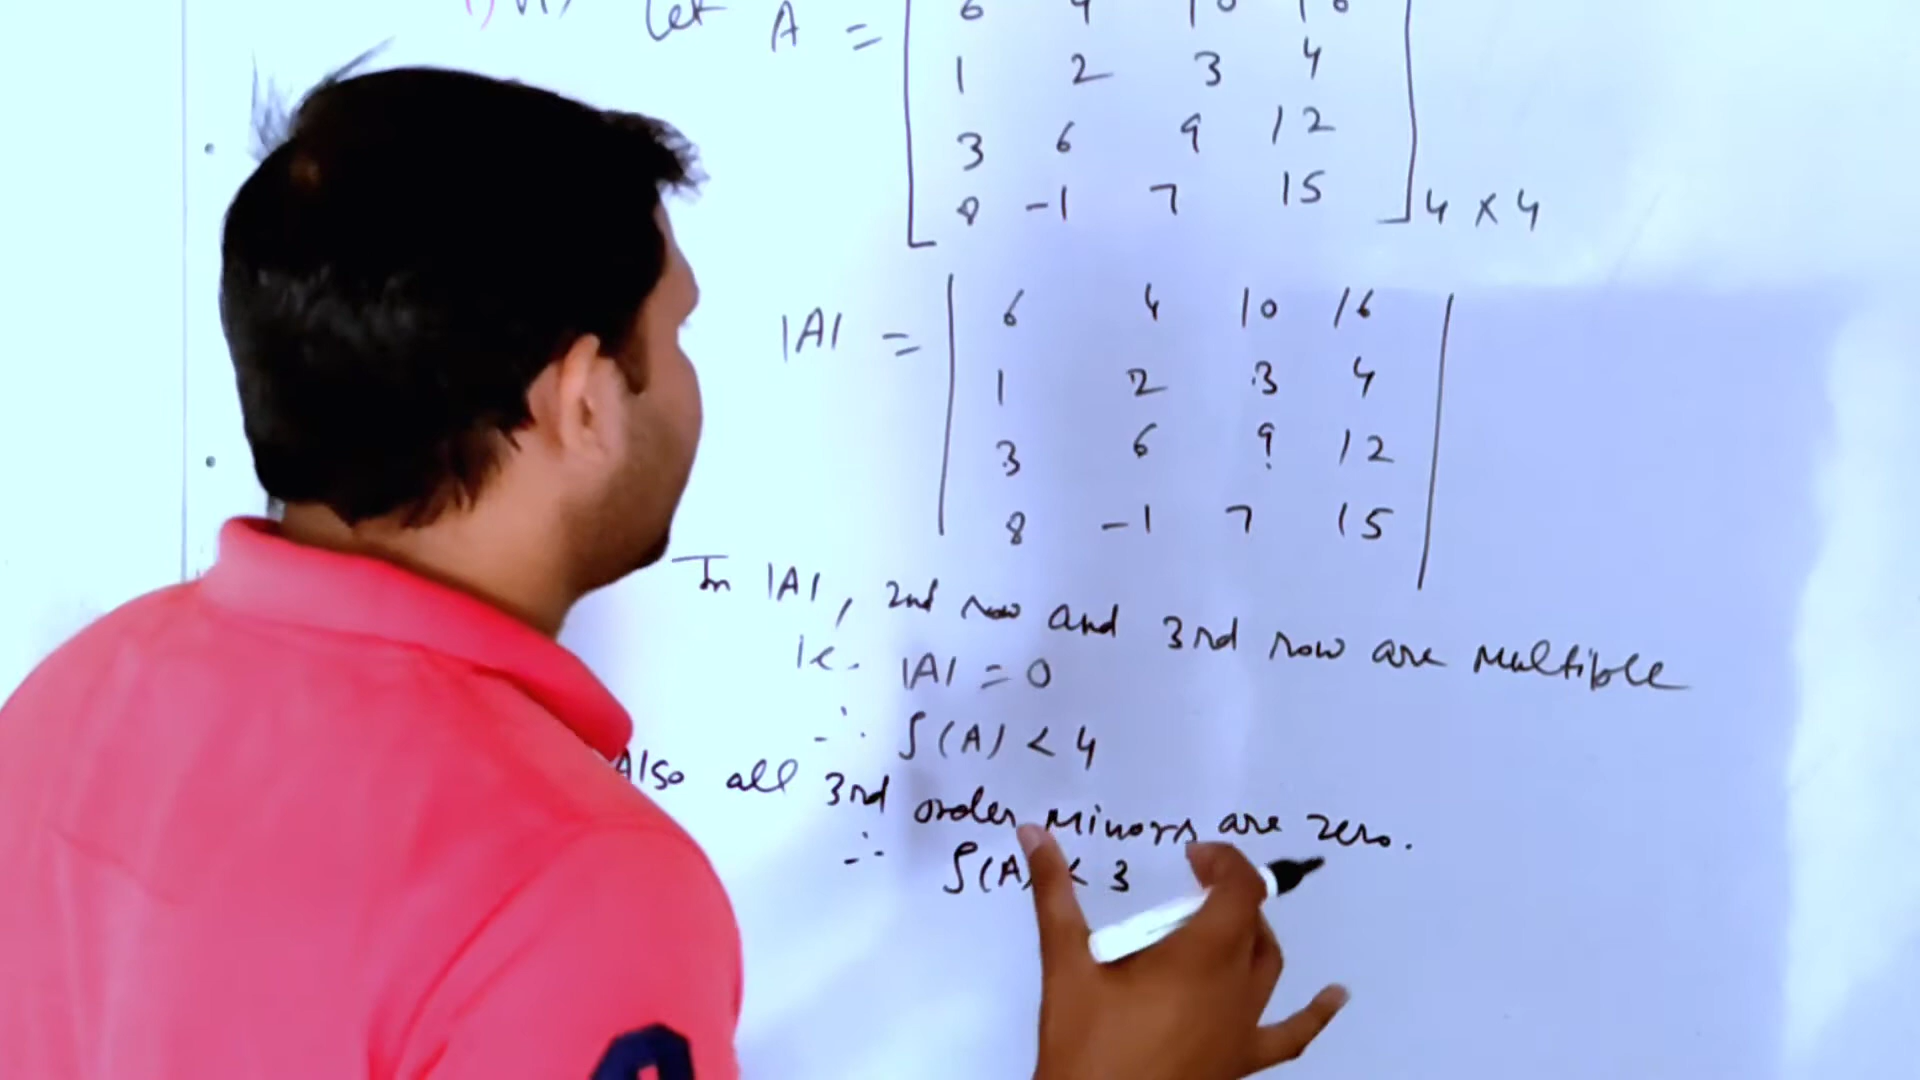 Let A =
6 4 10 16
1 2 3 4
3 6 9 12
8 -1 7 15
4 x 4
|A| =
6 4 10 16
1 2 3 4
3 6 9 12
8 -1 7 15
In |A|, 2nd row and 3rd row are Multiple
ie. |A| = 0
∴ ρ(A) < 4
Also all 3rd order Minors are zero.
∴ ρ(A) < 3